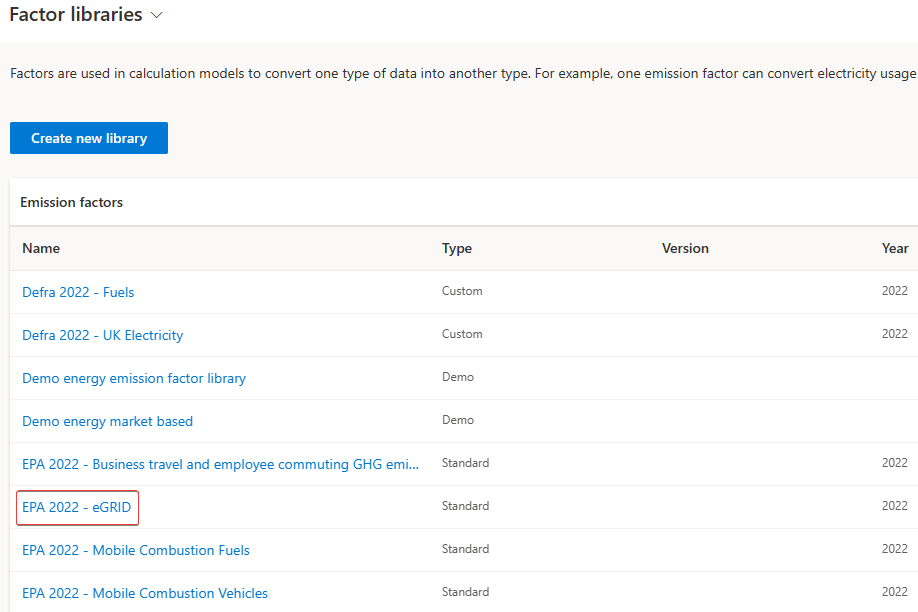 Factor libraries
Factors are used in calculation models to convert one type of data into another type. For example, one emission factor can convert electricity usage
Create new library
Emission factors
Name Type Version Year
Defra 2022 - Fuels Custom 2022
Defra 2022 - UK Electricity Custom 2022
Demo energy emission factor library Demo
Demo energy market based Demo
EPA 2022 - Business travel and employee commuting GHG emi... Standard 2022
EPA 2022 - eGRID Standard 2022
EPA 2022 - Mobile Combustion Fuels Standard 2022
EPA 2022 - Mobile Combustion Vehicles Standard 2022